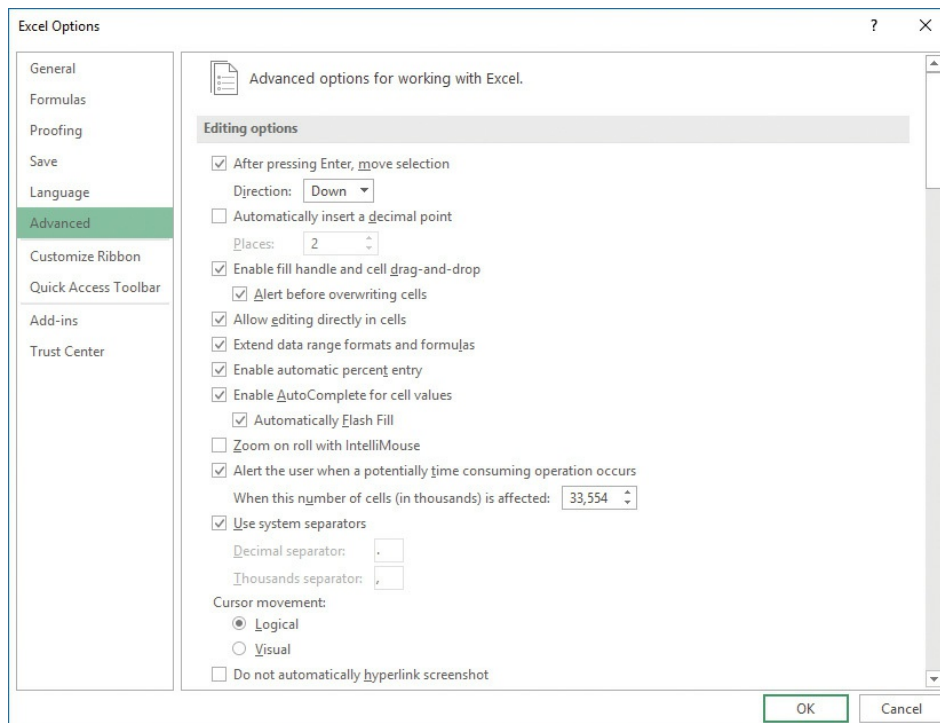 Excel Options
?
General
Formulas
Proofing
Save
Language
Advanced
Customize Ribbon
Quick Access Toolbar
Add-ins
Trust Center
Advanced options for working with Excel.
Editing options
After pressing Enter, move selection
Direction: Down
Automatically insert a decimal point
Places: 2
Enable fill handle and cell drag-and-drop
Alert before overwriting cells
Allow editing directly in cells
Extend data range formats and formulas
Enable automatic percent entry
Enable AutoComplete for cell values
Automatically Flash Fill
Zoom on roll with IntelliMouse
Alert the user when a potentially time consuming operation occurs
When this number of cells (in thousands) is affected: 33,554
Use system separators
Decimal separator: .
Thousands separator: ,
Cursor movement:
Logical
Visual
Do not automatically hyperlink screenshot
OK Cancel